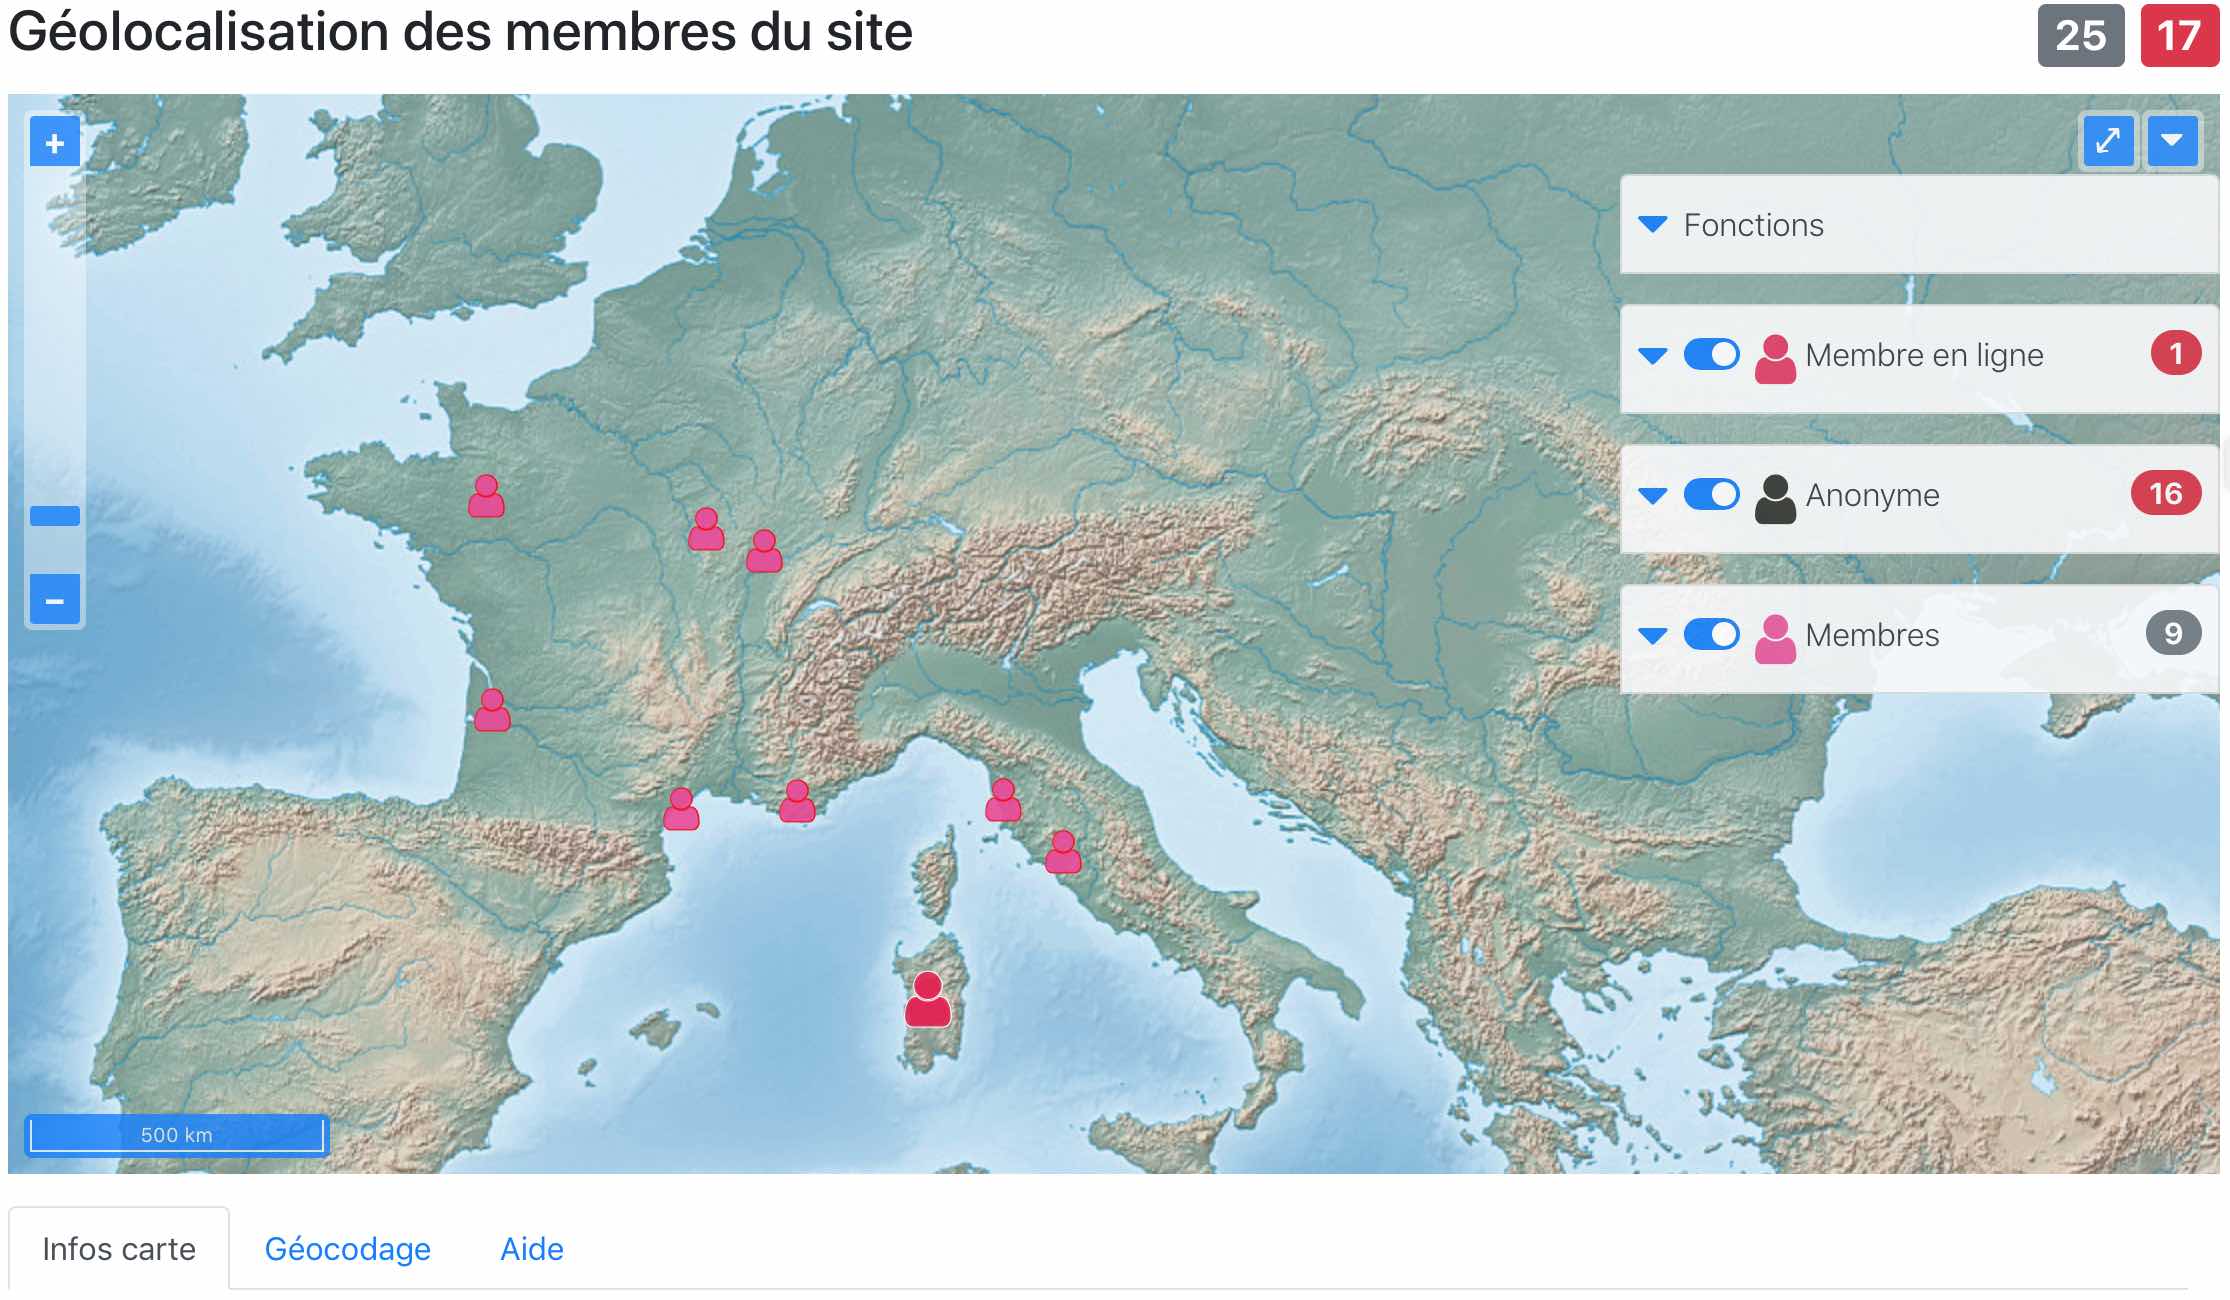 Géolocalisation des membres du site 25 17
+
Fonctions
Membre en ligne 1
Anonyme 16
−
Membres 9
500 km
Infos carte Géocodage Aide